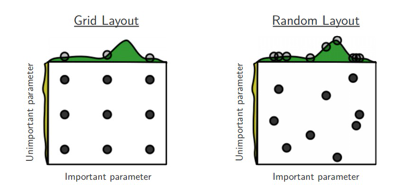 Grid Layout
Unimportant parameter
Important parameter
Random Layout
Unimportant parameter
Important parameter